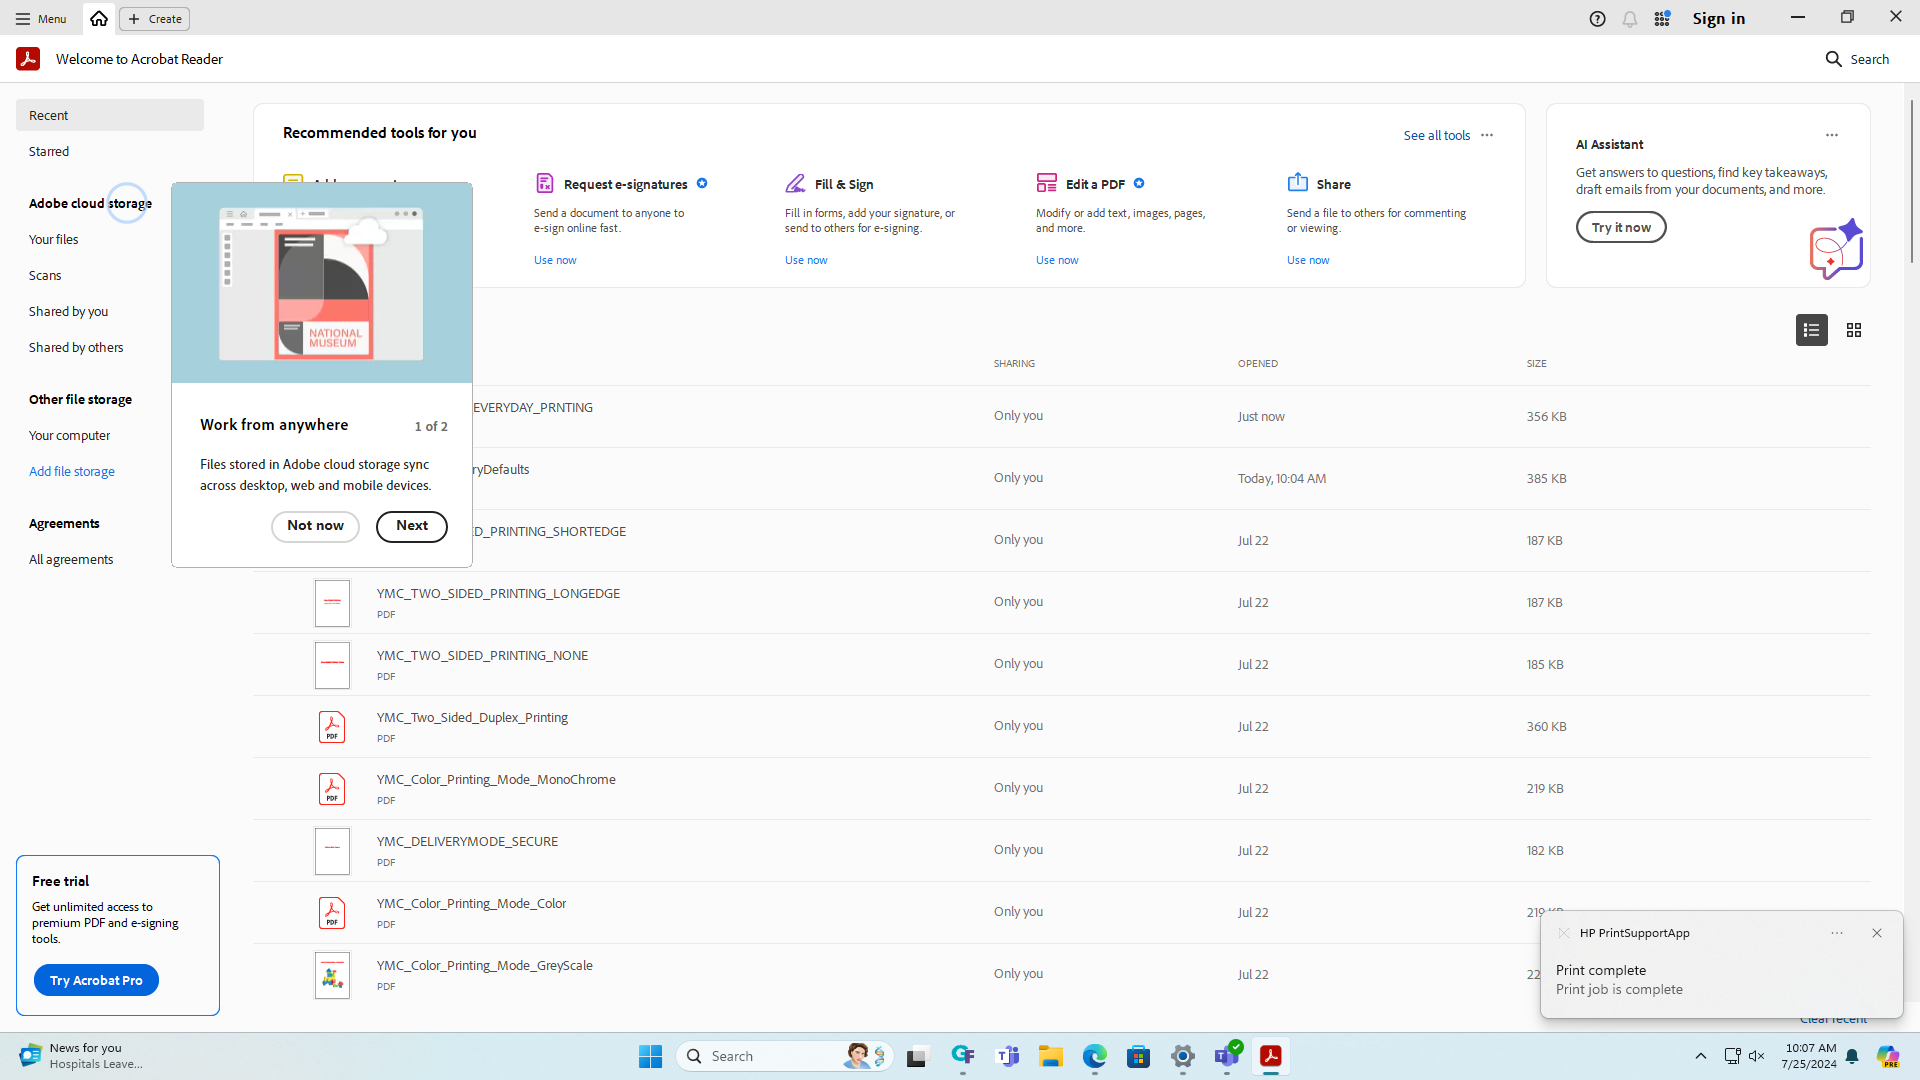 Menu
Create
Sign in
Welcome to Acrobat Reader
Search
Recent
Starred
Adobe cloud storage
Your files
Scans
Shared by you
Shared by others
Other file storage
Your computer
Add file storage
Agreements
All agreements
Free trial
Get unlimited access to
premium PDF and e-signing
tools.
Try Acrobat Pro
Recommended tools for you
See all tools
Request e-signatures
Send a document to anyone to
e-sign online fast.
Use now
Fill & Sign
Fill in forms, add your signature, or
send to others for e-signing.
Use now
Edit a PDF
Modify or add text, images, pages,
and more.
Use now
Share
Send a file to others for commenting
or viewing.
Use now
AI Assistant
Get answers to questions, find key takeaways,
draft emails from your documents, and more.
Try it now
NATIONAL
MUSEUM
Work from anywhere
1 of 2
Files stored in Adobe cloud storage sync
across desktop, web and mobile devices.
Not now
Next
SHARING
OPENED
SIZE
EVERYDAY_PRNTING
Only you
Just now
356 KB
ryDefaults
Only you
Today, 10:04 AM
385 KB
ED_PRINTING_SHORTEDGE
Only you
Jul 22
187 KB
YMC_TWO_SIDED_PRINTING_LONGEDGE
PDF
Only you
Jul 22
187 KB
YMC_TWO_SIDED_PRINTING_NONE
PDF
Only you
Jul 22
185 KB
YMC_Two_Sided_Duplex_Printing
PDF
Only you
Jul 22
360 KB
YMC_Color_Printing_Mode_MonoChrome
PDF
Only you
Jul 22
219 KB
YMC_DELIVERYMODE_SECURE
PDF
Only you
Jul 22
182 KB
YMC_Color_Printing_Mode_Color
PDF
Only you
Jul 22
219 KB
YMC_Color_Printing_Mode_GreyScale
PDF
Only you
Jul 22
22
HP PrintSupportApp
Print complete
Print job is complete
Clear recent
News for you
Hospitals Leave...
Search
10:07 AM
7/25/2024
PRE